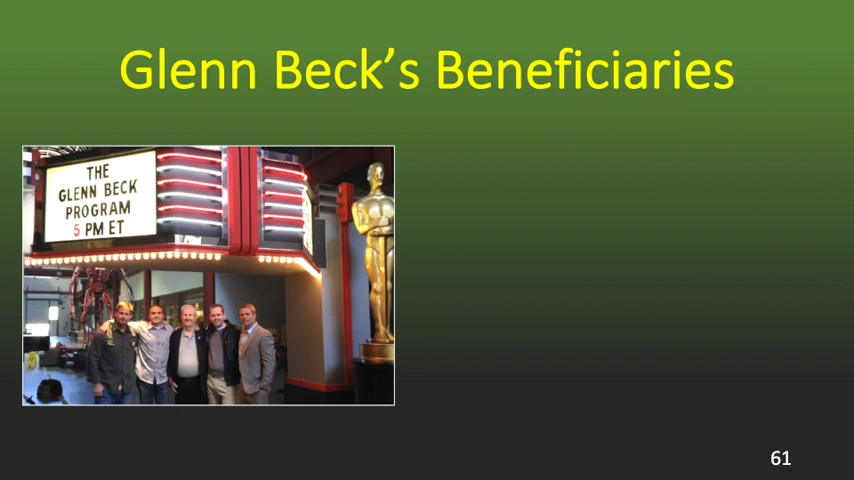 Glenn Beck’s Beneficiaries
THE
GLENN BECK
PROGRAM
5 PM ET
61